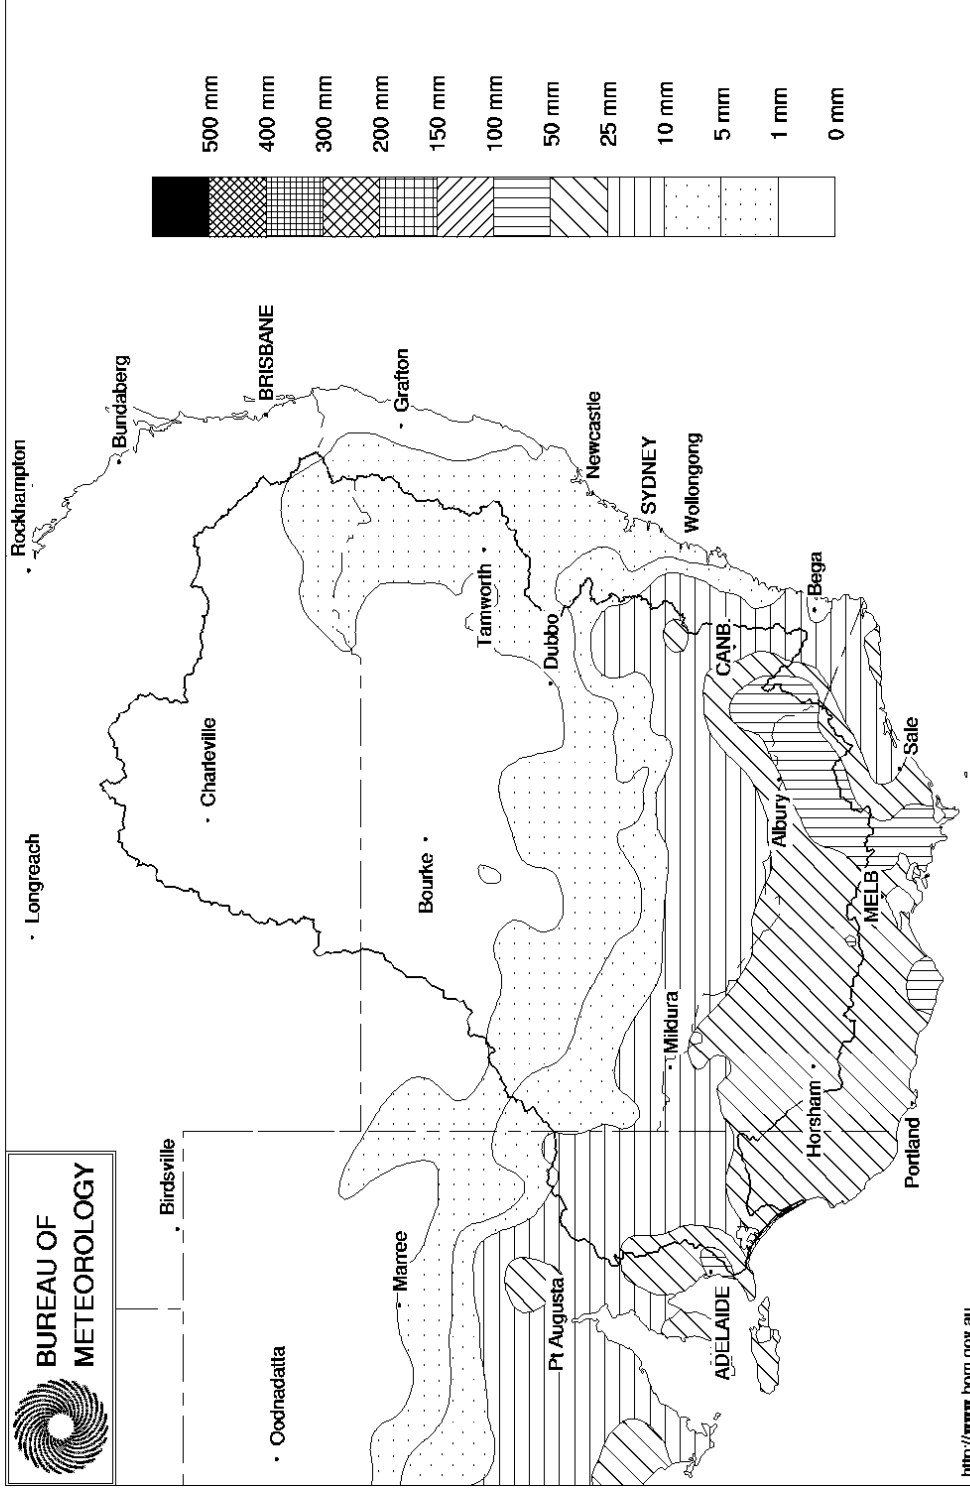 BUREAU OF
METEOROLOGY
500 mm
400 mm
300 mm
200 mm
150 mm
100 mm
50 mm
25 mm
10 mm
5 mm
1 mm
0 mm
Longreach
Rockhampton
Bundaberg
Birdsville
Charleville
BRISBANE
Oodnadatta
Marree
Bourke
Grafton
Tamworth
Pt Augusta
Dubbo
Newcastle
SYDNEY
Mildura
Wollongong
ADELAIDE
CANB.
Albury
Horsham
Bega
MELB
Portland
Sale